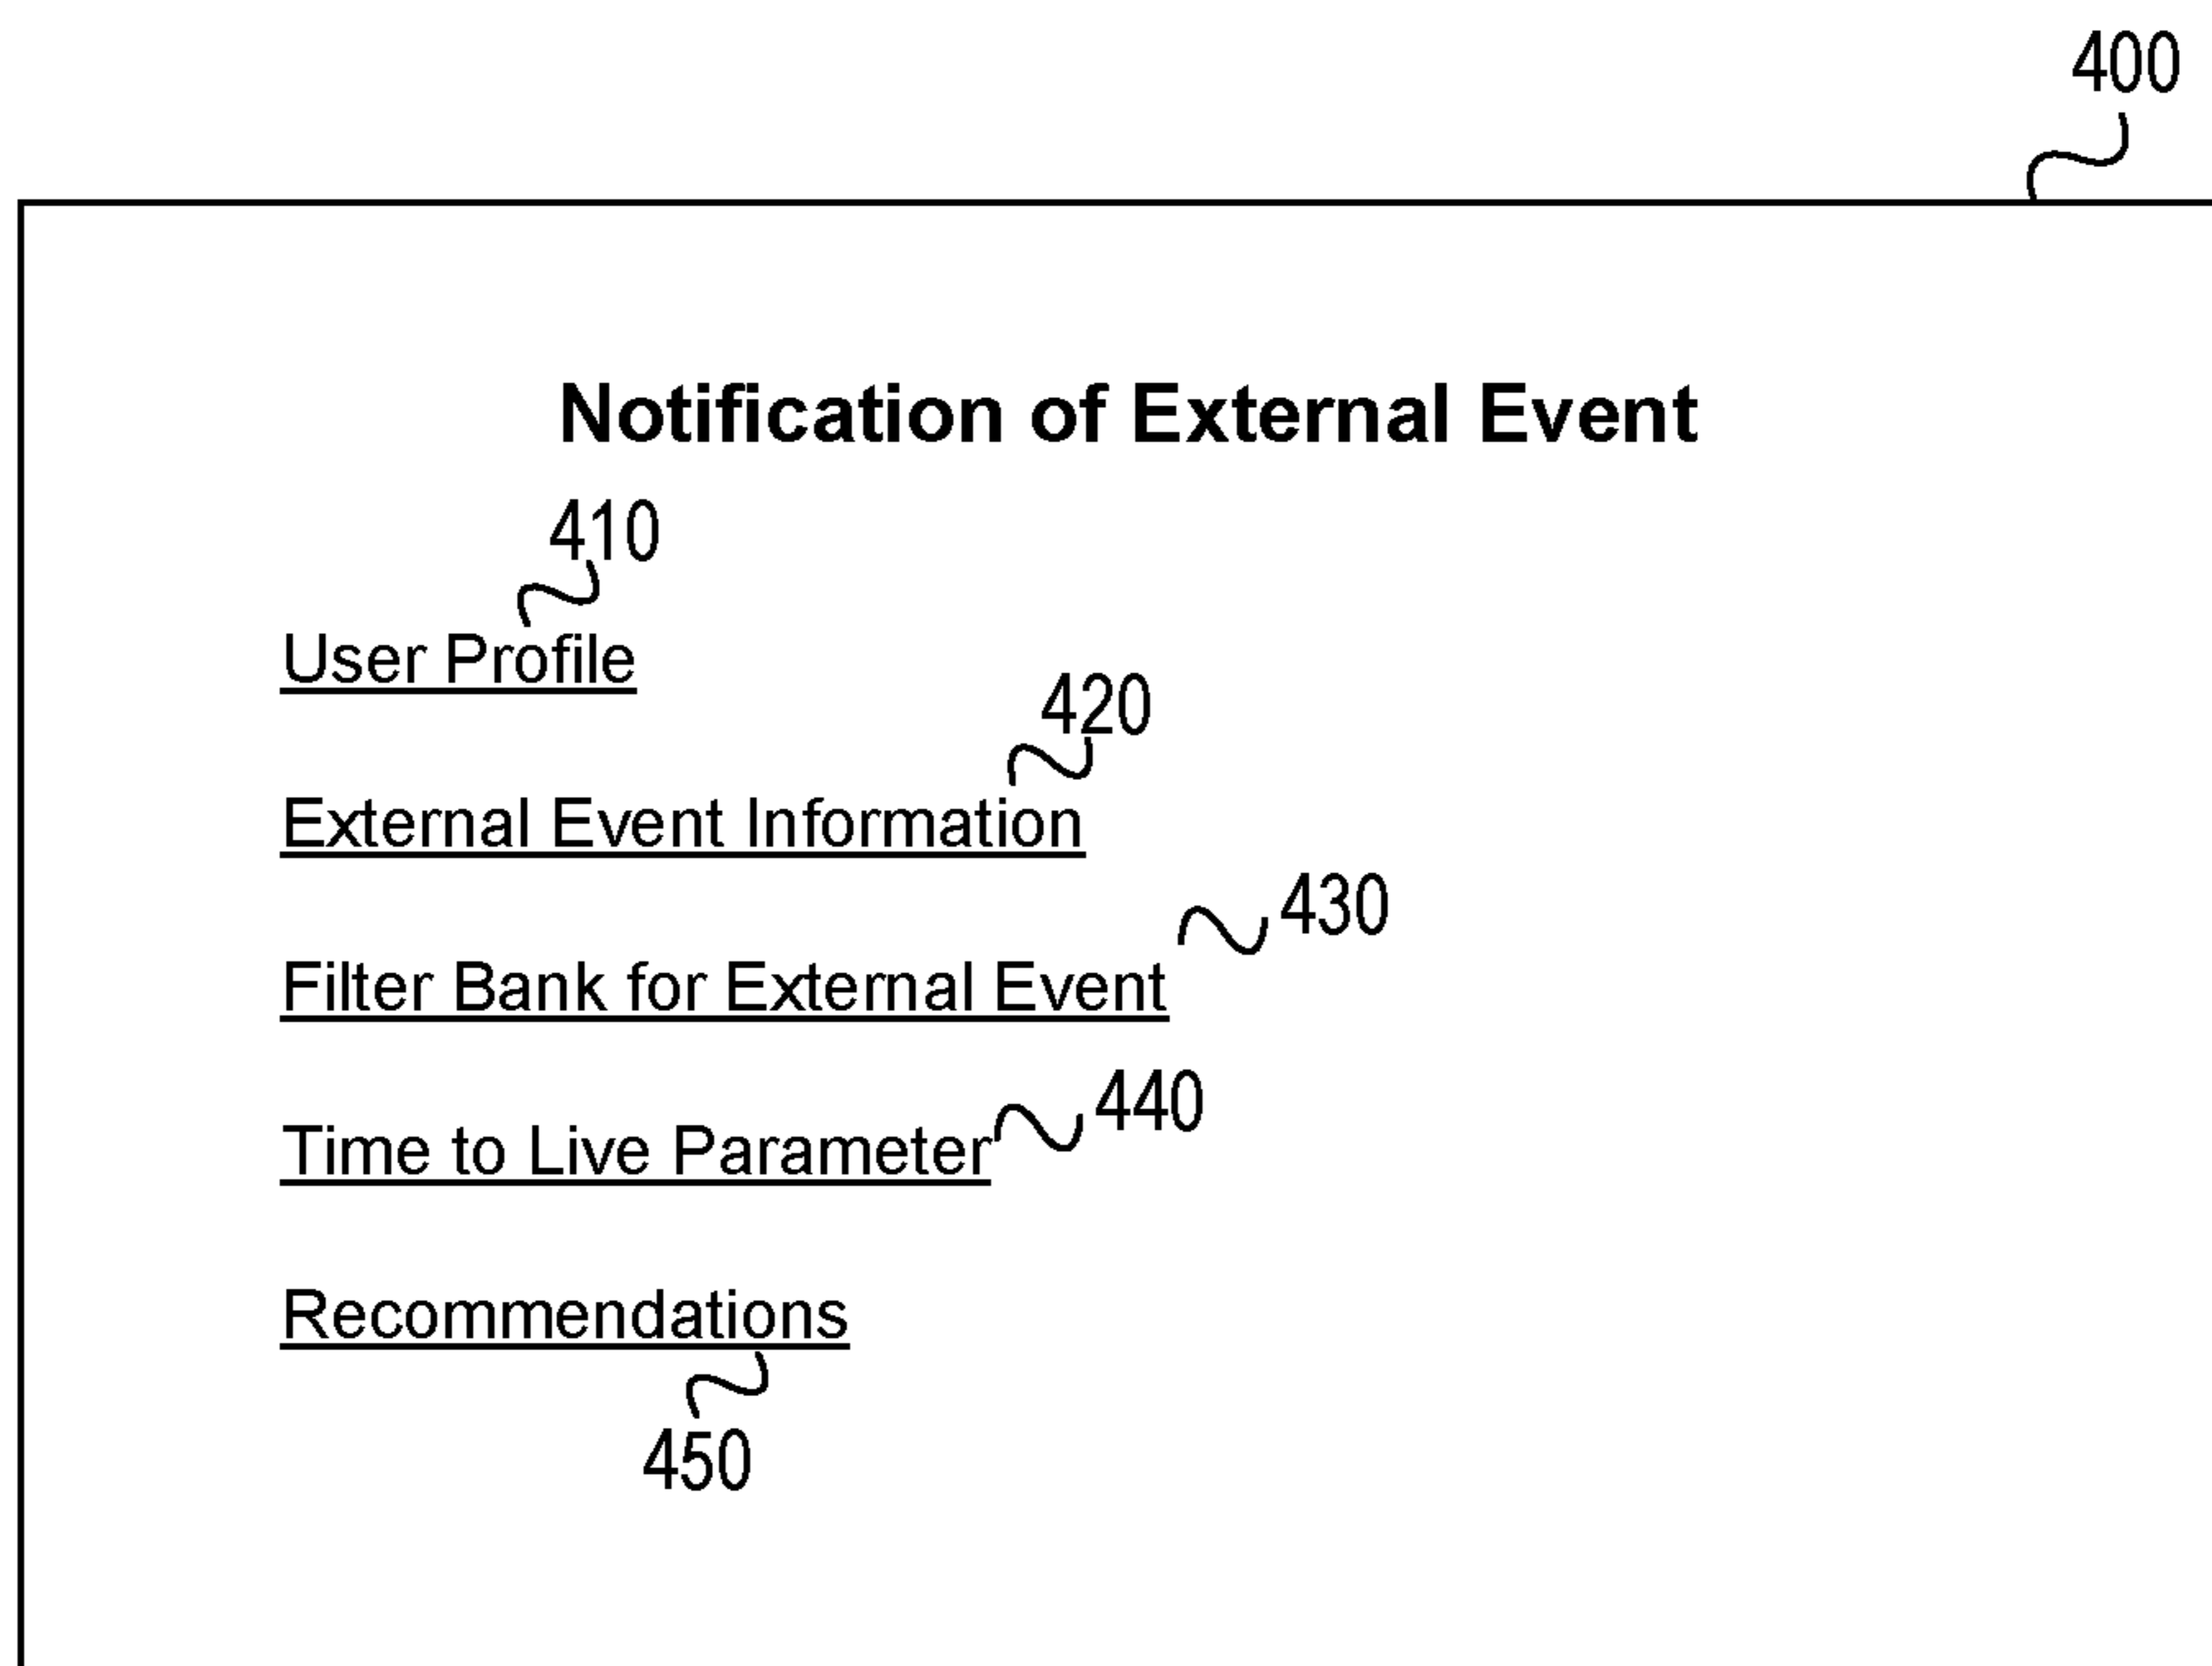 400
Notification of External Event
410
User Profile
420
External Event Information
430
Filter Bank for External Event
440
Time to Live Parameter
Recommendations
450